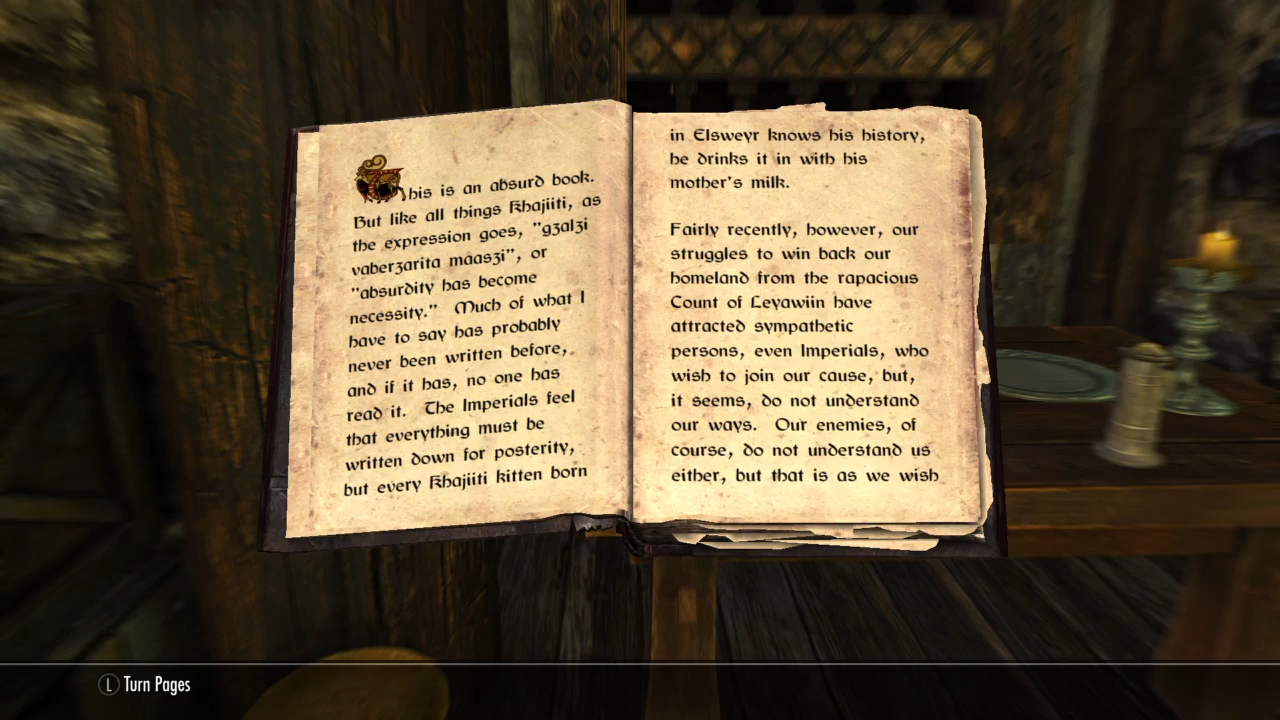 This is an absurd book.
But like all things Khajiiti, as
the expression goes, "gzalzi
vaberzarita maaszi", or
"absurdity has become
necessity." Much of what I
have to say has probably
never been written before,
and if it has, no one has
read it. The Imperials feel
that everything must be
written down for posterity,
but every Khajiiti kitten born
in Elsweyr knows his history,
he drinks it in with his
mother's milk.
Fairly recently, however, our
struggles to win back our
homeland from the rapacious
Count of Leyawiin have
attracted sympathetic
persons, even Imperials, who
wish to join our cause, but,
it seems, do not understand
our ways. Our enemies, of
course, do not understand us
either, but that is as we wish
L Turn Pages